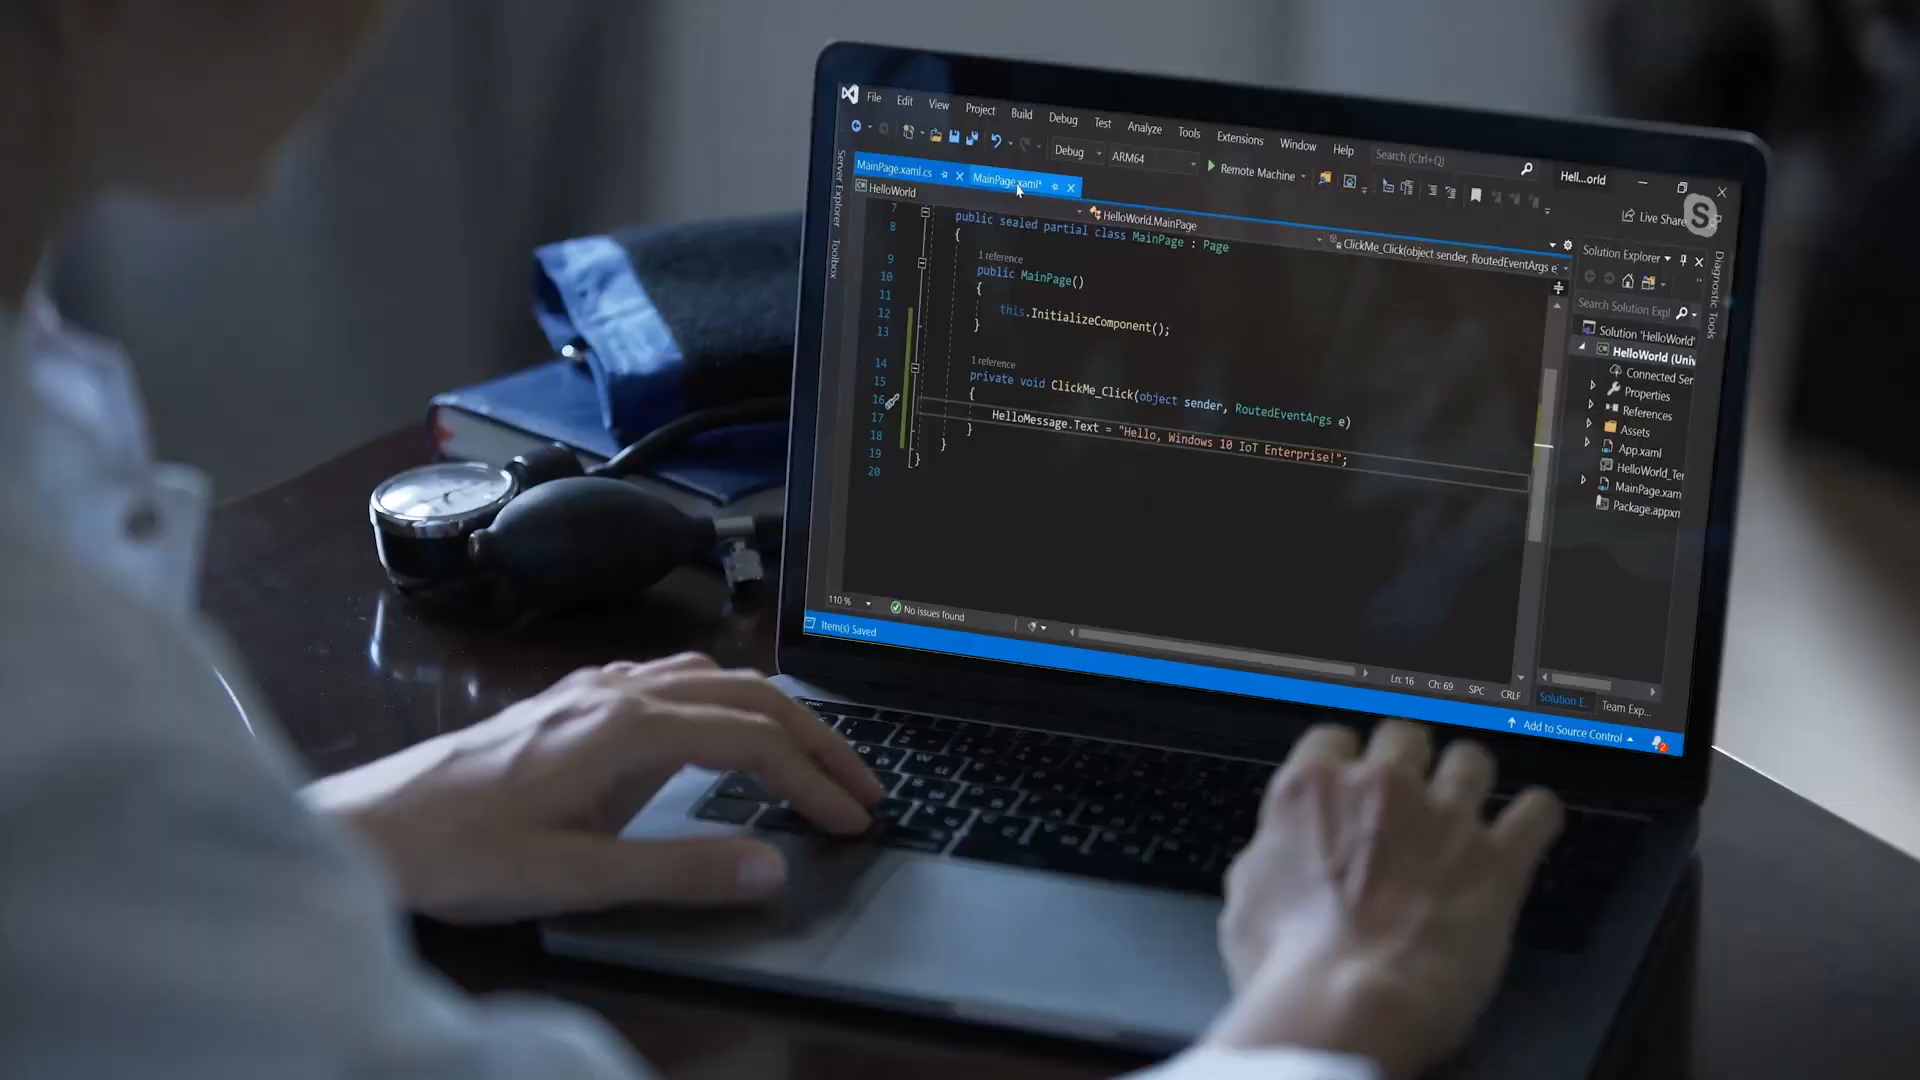 File Edit View Project Build Debug Test Analyze Tools Extensions Window Help Search (Ctrl+Q) Hell...orld
Debug ARM64 Remote Machine
Live Share
Server Explorer
Toolbox
MainPage.xaml.cs MainPage.xaml*
HelloWorld HelloWorld.MainPage ClickMe_Click(object sender, RoutedEventArgs e
7 public sealed partial class MainPage : Page
8 {
1 reference
9 public MainPage()
10 {
11 this.InitializeComponent();
12 }
13
1 reference
14 private void ClickMe_Click(object sender, RoutedEventArgs e)
15 {
16 HelloMessage.Text = "Hello, Windows 10 IoT Enterprise!";
17 }
18 }
19 }
20
110 % No issues found
Ln: 16 Ch: 69 SPC CRLF
Item(s) Saved
Add to Source Control 2
Solution Explorer
Search Solution Expl
Solution 'HelloWorld'
HelloWorld (Univ
Connected Ser
Properties
References
Assets
App.xaml
HelloWorld_Te
MainPage.xam
Package.appxn
Solution E... Team Exp...
Diagnostic Tools
S
esc